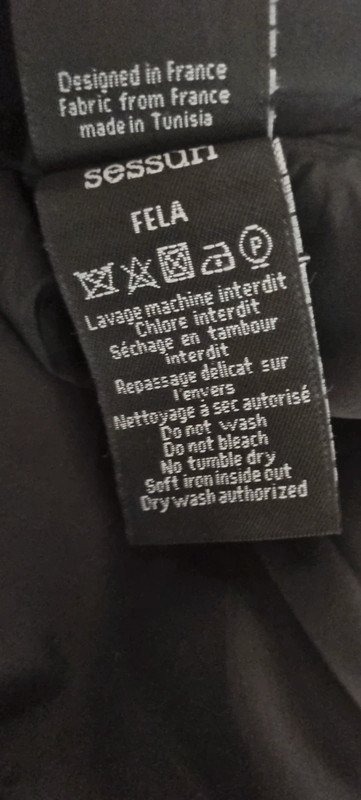 Designed in France
Fabric from France
made in Tunisia
sessùn
FELA
P
Lavage machine interdit
Chlore interdit
Séchage en tambour
interdit
Repassage délicat sur
l'envers
Nettoyage à sec autorisé
Do not wash
Do not bleach
No tumble dry
Soft iron inside out
Dry wash authorized